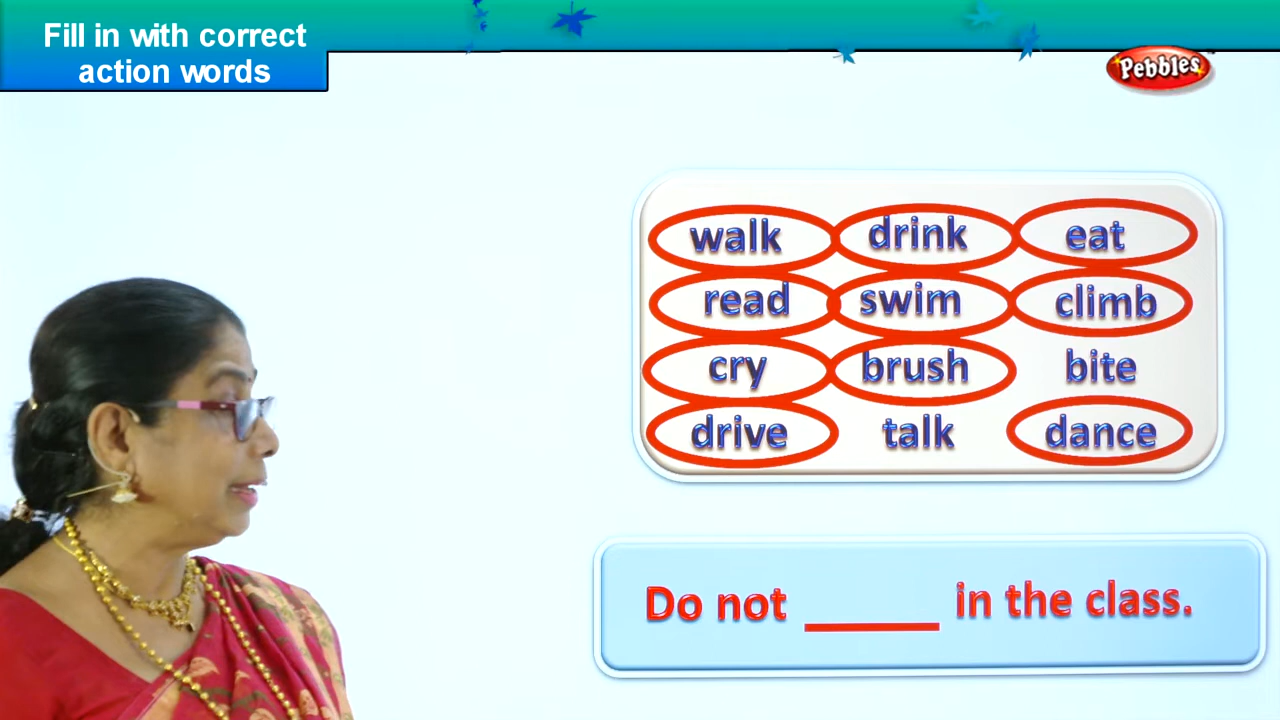 Fill in with correct
action words
Pebbles
walk drink eat
read swim climb
cry brush bite
drive talk dance
Do not ______ in the class.